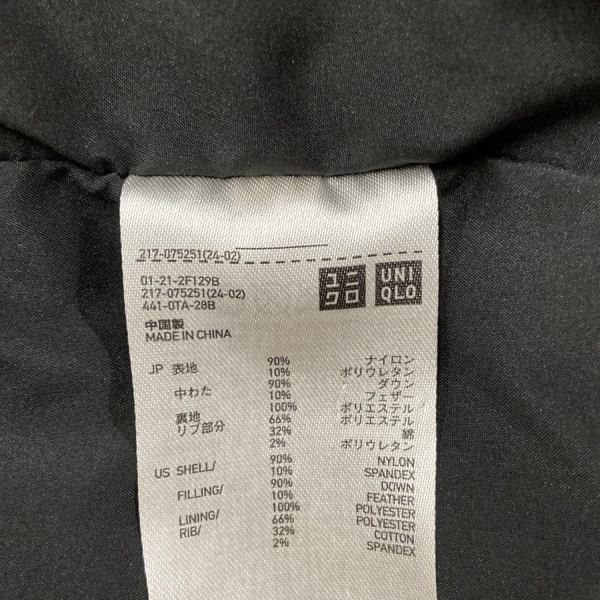 217-075251(24-02)
01-21-2F129B
217-075251(24-02)
441-0TA-28B
ユニ
クロ
UNI
QLO
中国製
MADE IN CHINA
JP 表地 90% ナイロン
10% ポリウレタン
中わた 90% ダウン
10% フェザー
裏地 100% ポリエステル
リブ部分 66% ポリエステル
32% 綿
2% ポリウレタン
US SHELL/ 90% NYLON
10% SPANDEX
FILLING/ 90% DOWN
10% FEATHER
LINING/ 100% POLYESTER
RIB/ 66% POLYESTER
32% COTTON
2% SPANDEX